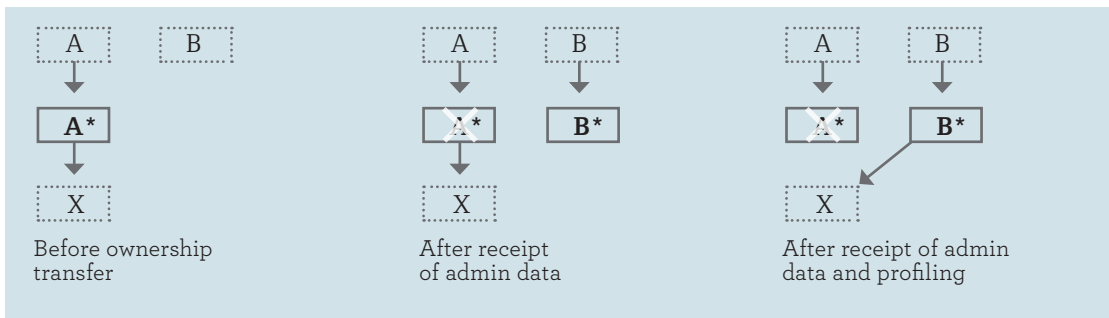 A B
A*
X
Before ownership
transfer
A B
A* B*
X
After receipt
of admin data
A B
A* B*
X
After receipt of admin
data and profiling